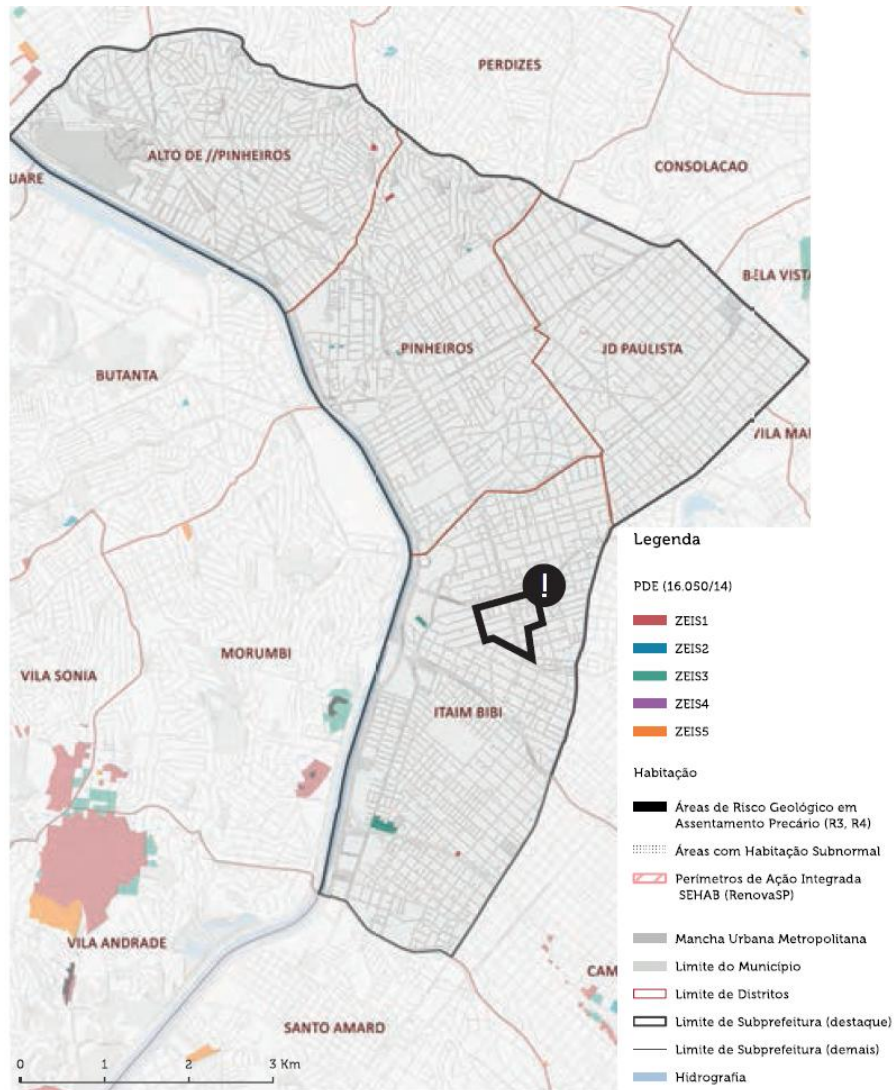 PERDIZES
ALTO DE //PINHEIROS
CONSOLACAO
UARE
BELA VISTA
PINHEIROS
JD PAULISTA
BUTANTA
VILA MAI
Legenda
PDE (16.050/14)
!
ZEIS1
MORUMBI
ZEIS2
VILA SONIA
ZEIS3
ITAIM BIBI
ZEIS4
ZEIS5
Habitação
Áreas de Risco Geológico em
Assentamento Precário (R3, R4)
Áreas com Habitação Subnormal
Perímetros de Ação Integrada
SEHAB (RenovaSP)
VILA ANDRADE
Mancha Urbana Metropolitana
CAM
Limite do Município
Limite de Distritos
SANTO AMARD
Limite de Subprefeitura (destaque)
Limite de Subprefeitura (demais)
0 1 2 3 Km
Hidrografia